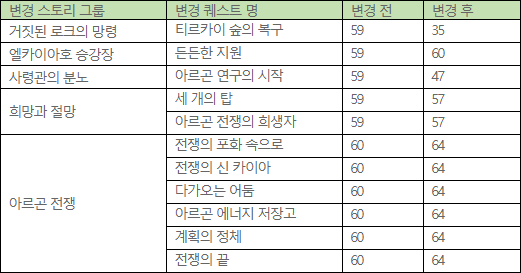 변경 스토리 그룹 변경 퀘스트 명 변경 전 변경 후
거짓된 로크의 망령 티르카이 숲의 복구 59 35
엘카이아호 승강장 든든한 지원 59 60
사령관의 분노 아르곤 연구의 시작 59 47
희망과 절망 세 개의 탑 59 57
아르곤 전쟁의 희생자 59 57
아르곤 전쟁 전쟁의 포화 속으로 60 64
전쟁의 신 카이아 60 64
다가오는 어둠 60 64
아르곤 에너지 저장고 60 64
계획의 정체 60 64
전쟁의 끝 60 64